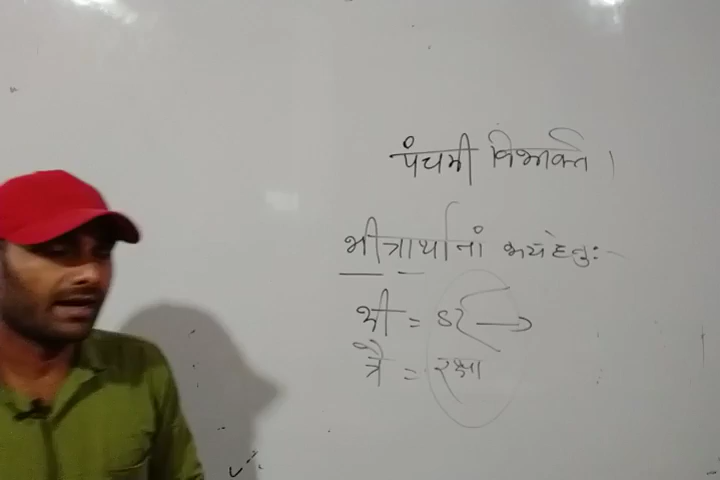 पंचमी विभक्ति ।
भीत्रार्थानां भयहेतुः -
भी = डर →
त्रै = रक्षा